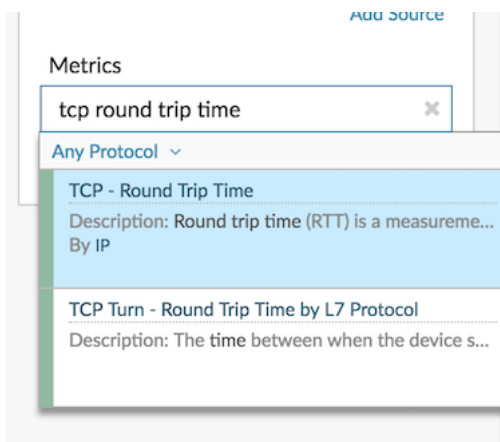 Add Source
Metrics
tcp round trip time
Any Protocol
TCP - Round Trip Time
Description: Round trip time (RTT) is a measureme...
By IP
TCP Turn - Round Trip Time by L7 Protocol
Description: The time between when the device s...